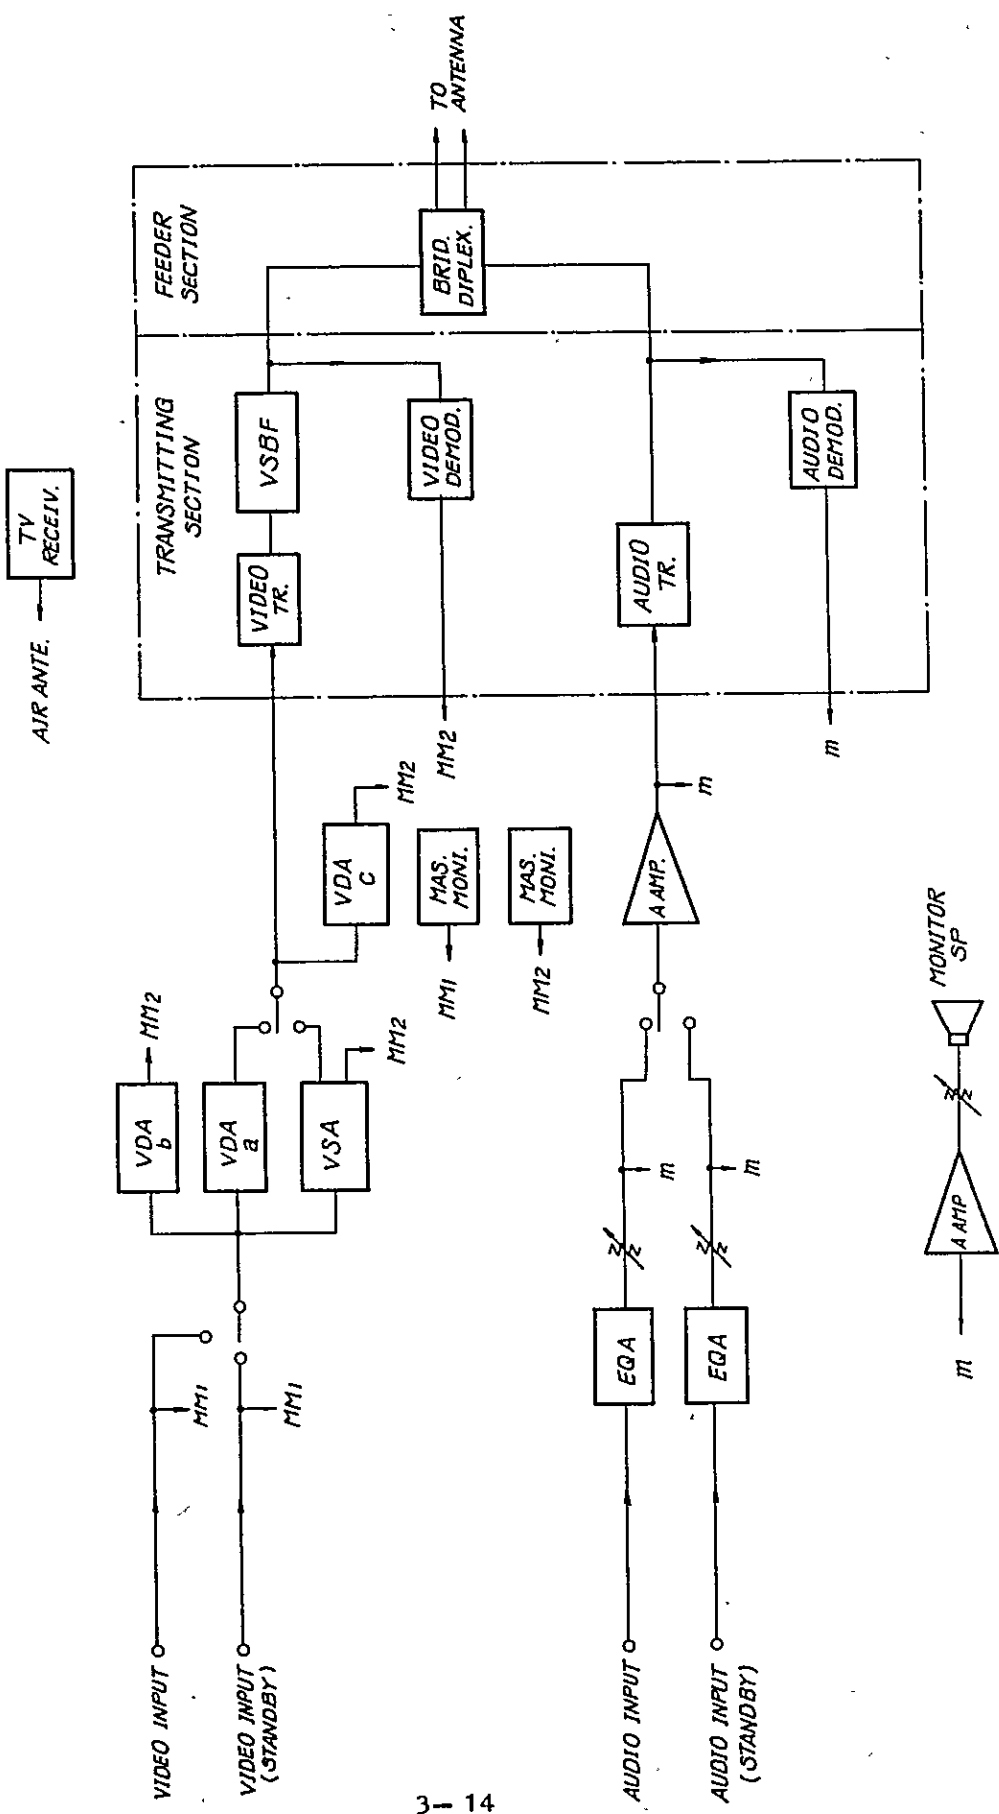 TV
RECEIV.
AIR ANTE.
TRANSMITTING
SECTION
FEEDER
SECTION
VIDEO INPUT
MM1
VIDEO INPUT
(STANDBY)
MM1
VDA
b
MM2
VDA
a
VSA
MM2
VDA
C
MM2
VIDEO
TR.
VSBF
VIDEO
DEMOD.
MM2
MAS.
MONI.
MM1
MAS.
MONI.
MM2
BRID.
DIPLEX.
TO
ANTENNA
AUDIO INPUT
EQA
m
AUDIO INPUT
(STANDBY)
EQA
m
A AMP.
m
AUDIO
TR.
AUDIO
DEMOD.
m
m
A AMP
MONITOR
SP
3-14